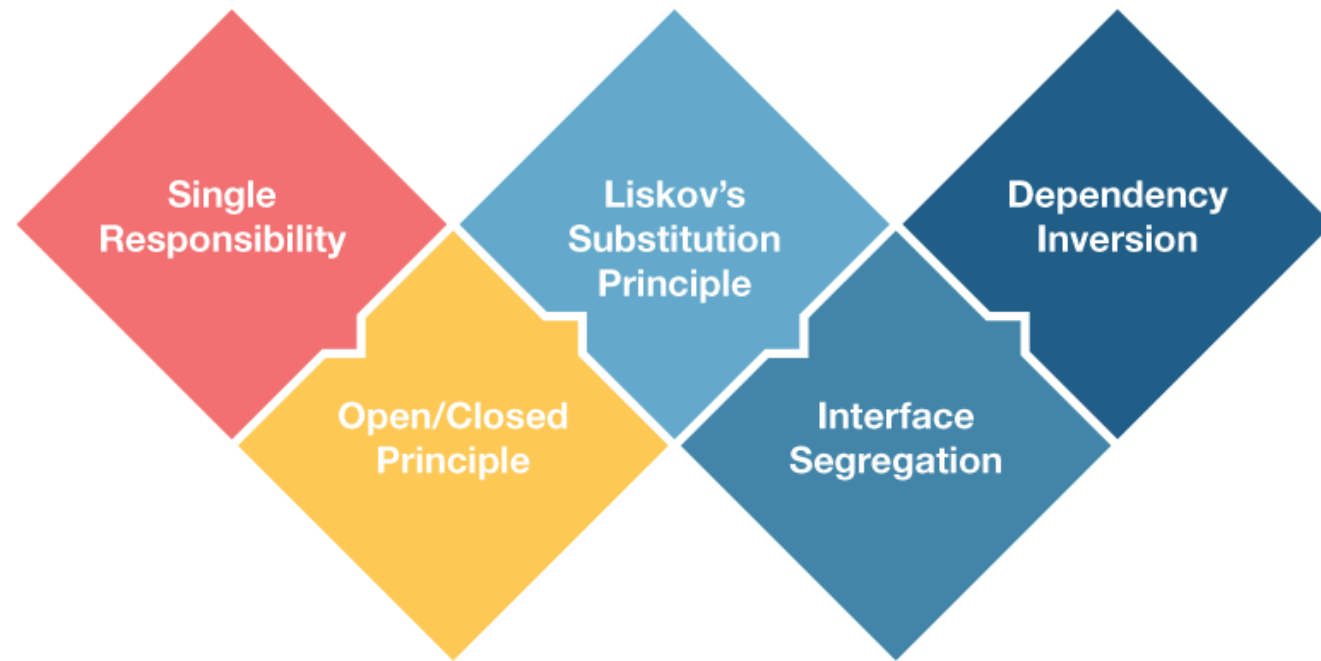 Single
Responsibility
Open/Closed
Principle
Liskov’s
Substitution
Principle
Interface
Segregation
Dependency
Inversion